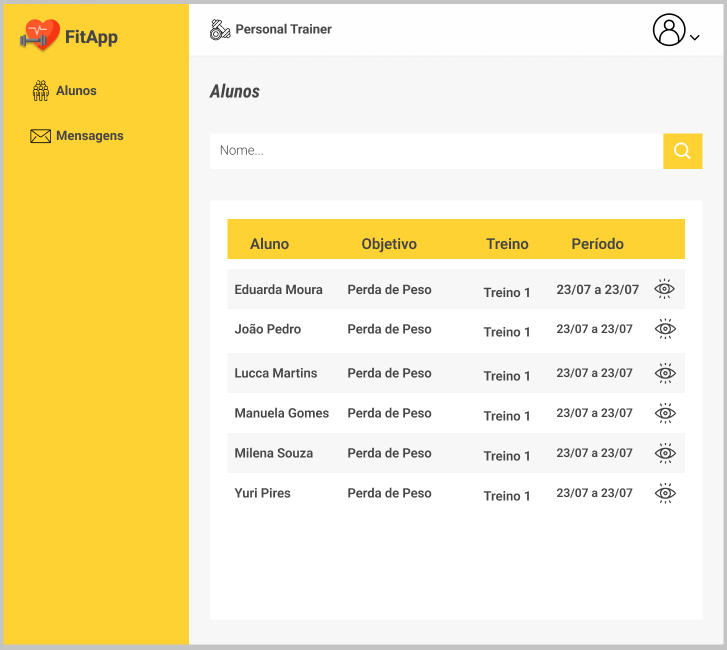 FitApp
Personal Trainer
Alunos
Mensagens
Alunos
Nome...
Aluno Objetivo Treino Período
Eduarda Moura Perda de Peso Treino 1 23/07 a 23/07
João Pedro Perda de Peso Treino 1 23/07 a 23/07
Lucca Martins Perda de Peso Treino 1 23/07 a 23/07
Manuela Gomes Perda de Peso Treino 1 23/07 a 23/07
Milena Souza Perda de Peso Treino 1 23/07 a 23/07
Yuri Pires Perda de Peso Treino 1 23/07 a 23/07